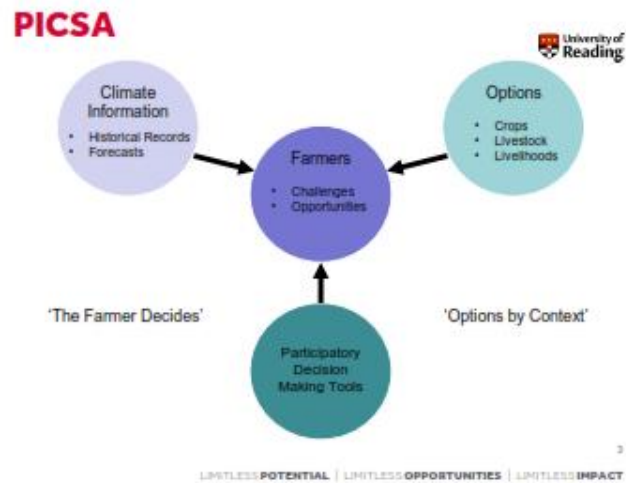 PICSA
University of
Reading
Climate
Information
• Historical Records
• Forecasts
Options
• Crops
• Livestock
• Livelihoods
Farmers
• Challenges
• Opportunities
'The Farmer Decides'
'Options by Context'
Participatory
Decision
Making Tools
3
LIMITLESS POTENTIAL | LIMITLESS OPPORTUNITIES | LIMITLESS IMPACT